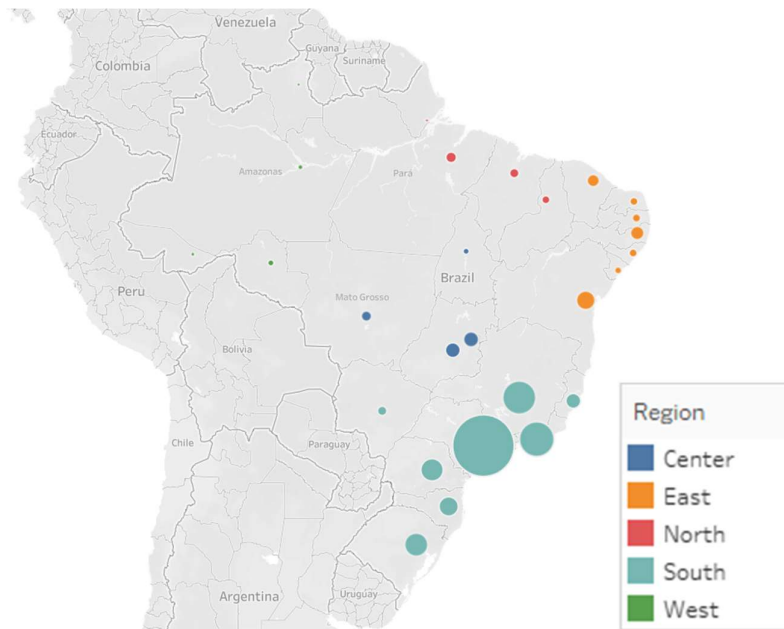 Venezuela
Guyana
Suriname
Colombia
Ecuador
Amazonas
Pará
Peru
Brazil
Mato Grosso
Bolivia
Chile
Paraguay
Argentina
Uruguay
Region
Center
East
North
South
West